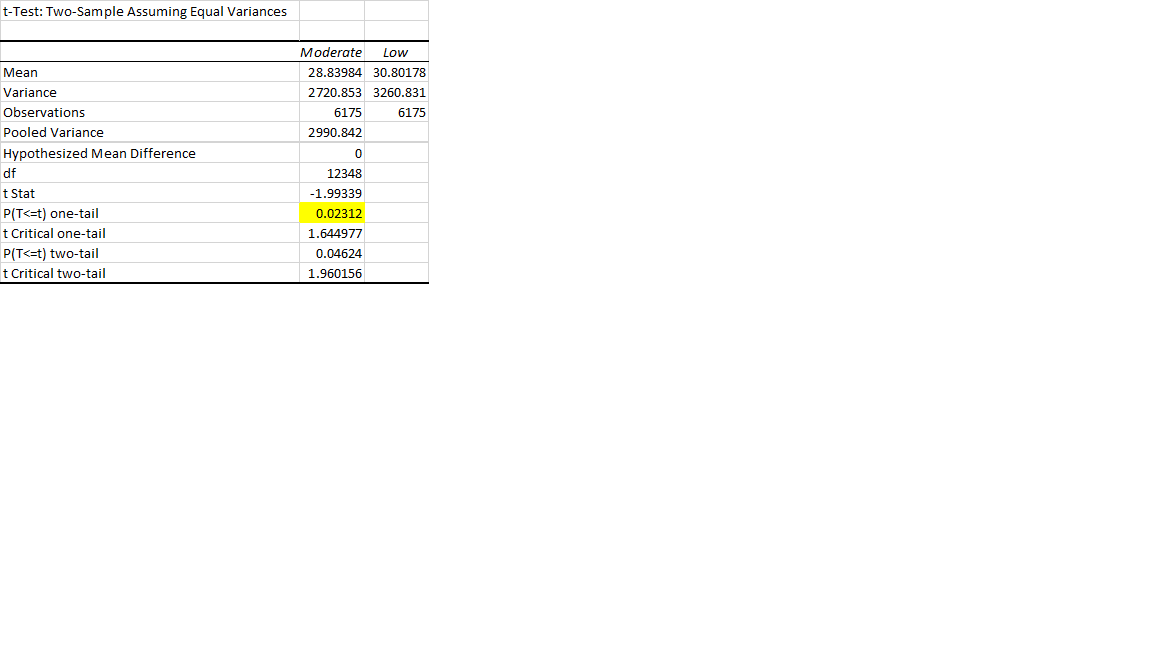 t-Test: Two-Sample Assuming Equal Variances
Moderate Low
Mean 28.83984 30.80178
Variance 2720.853 3260.831
Observations 6175 6175
Pooled Variance 2990.842
Hypothesized Mean Difference 0
df 12348
t Stat -1.99339
P(T<=t) one-tail 0.02312
t Critical one-tail 1.644977
P(T<=t) two-tail 0.04624
t Critical two-tail 1.960156